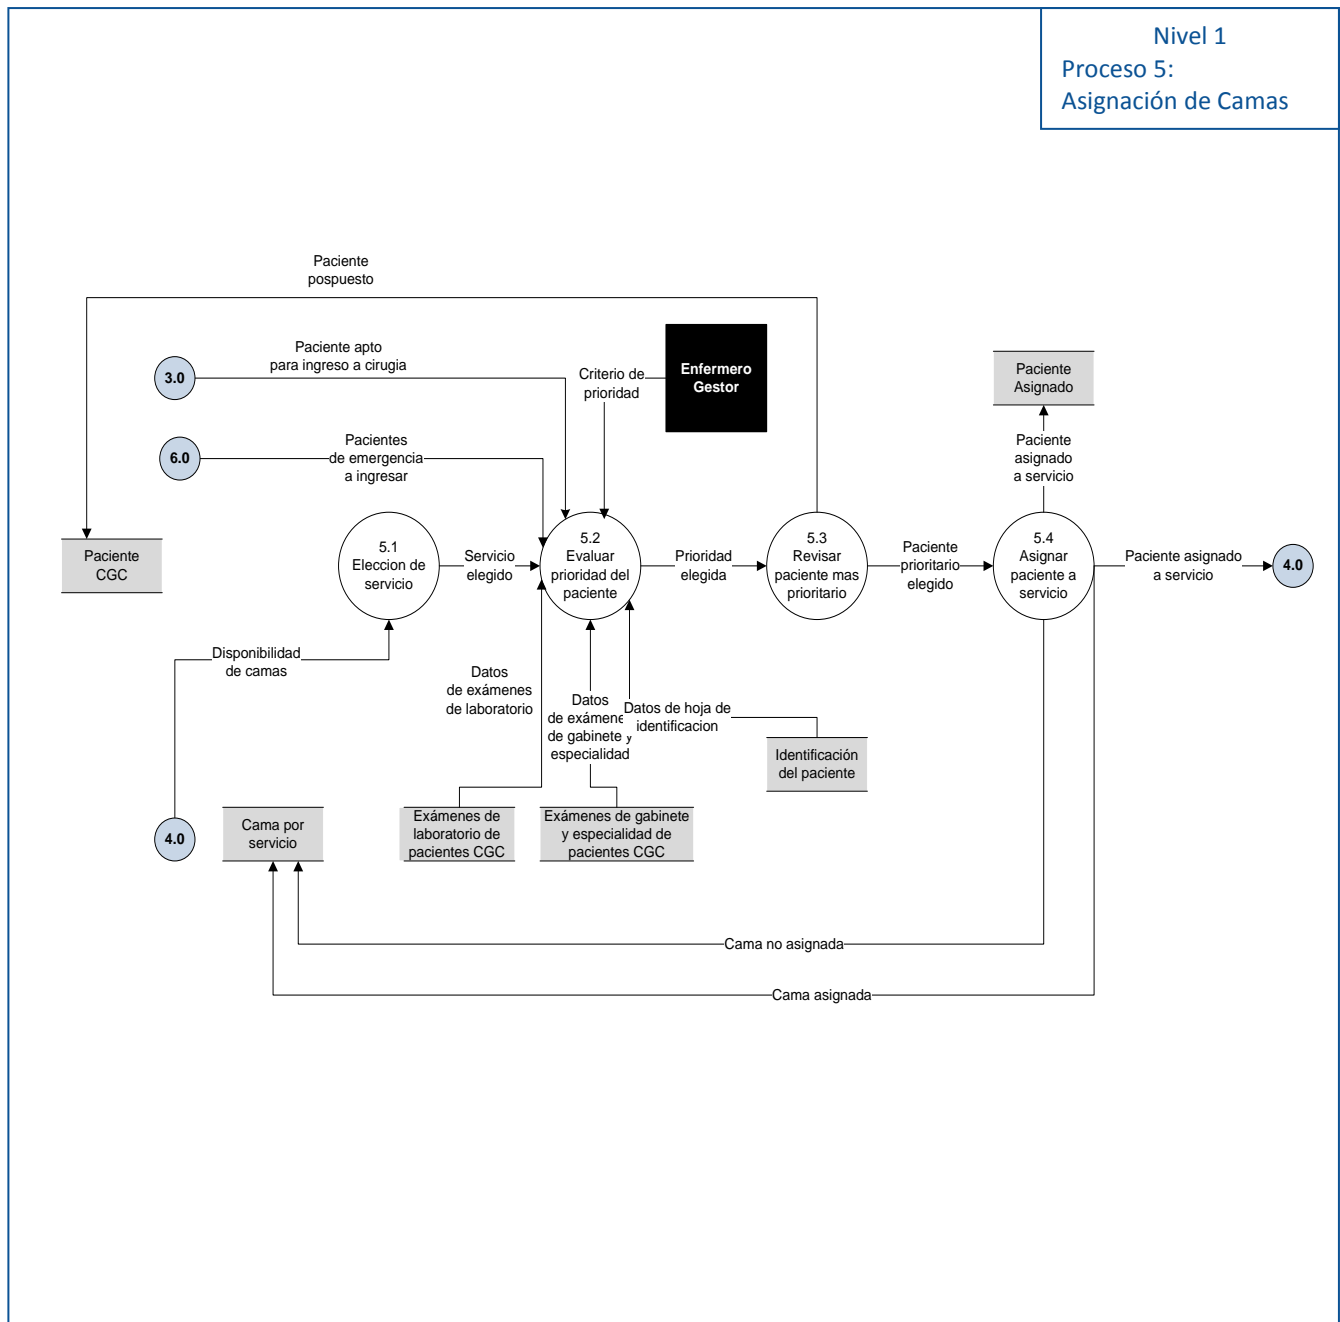 Nivel 1
Proceso 5:
Asignación de Camas
Paciente
pospuesto
Paciente apto
para ingreso a cirugia
3.0
Criterio de
prioridad
Enfermero
Gestor
Paciente
Asignado
6.0
Pacientes
de emergencia
a ingresar
Paciente
asignado
a servicio
Paciente
CGC
5.1
Eleccion de
servicio
Servicio
elegido
5.2
Evaluar
prioridad del
paciente
Prioridad
elegida
5.3
Revisar
paciente mas
prioritario
Paciente
prioritario
elegido
5.4
Asignar
paciente a
servicio
Paciente asignado
a servicio
4.0
Disponibilidad
de camas
Datos
de exámenes
de laboratorio
Datos
de exámene
de gabinete y
especialidad
Datos de hoja de
identificacion
Identificación
del paciente
4.0
Cama por
servicio
Exámenes de
laboratorio de
pacientes CGC
Exámenes de gabinete
y especialidad de
pacientes CGC
Cama no asignada
Cama asignada